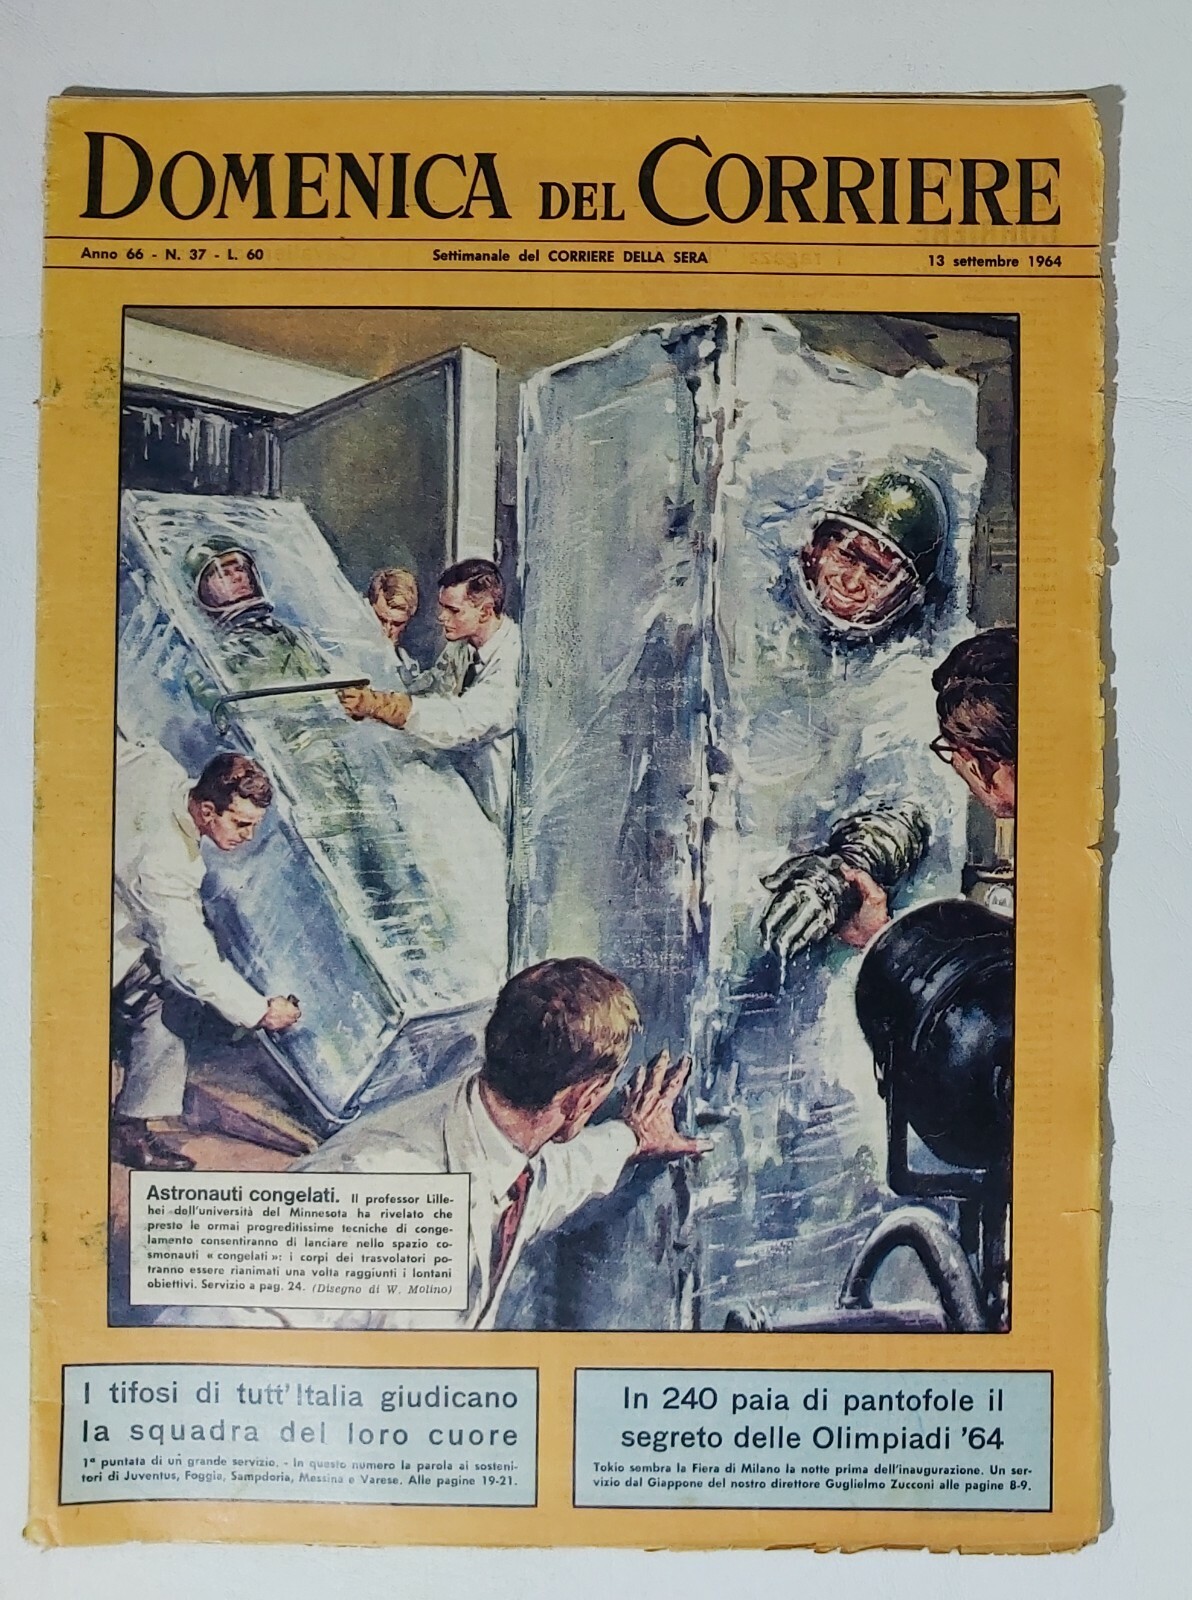 DOMENICA DEL CORRIERE
Anno 66 - N. 37 - L. 60 Settimanale del CORRIERE DELLA SERA 13 settembre 1964
Astronauti congelati. Il professor Lille-
hei dell'università del Minnesota ha rivelato che
presto le ormai progreditissime tecniche di conge-
lamento consentiranno di lanciare nello spazio co-
smonauti « congelati »: i corpi dei trasvolatori po-
tranno essere rianimati una volta raggiunti i lontani
obiettivi. Servizio a pag. 24. (Disegno di W. Molino)
I tifosi di tutt'Italia giudicano
la squadra del loro cuore
1ª puntata di un grande servizio. - In questo numero la parola ai sosteni-
tori di Juventus, Foggia, Sampdoria, Messina e Varese. Alle pagine 19-21.
In 240 paia di pantofole il
segreto delle Olimpiadi '64
Tokio sembra la Fiera di Milano la notte prima dell'inaugurazione. Un ser-
vizio dal Giappone del nostro direttore Guglielmo Zucconi alle pagine 8-9.